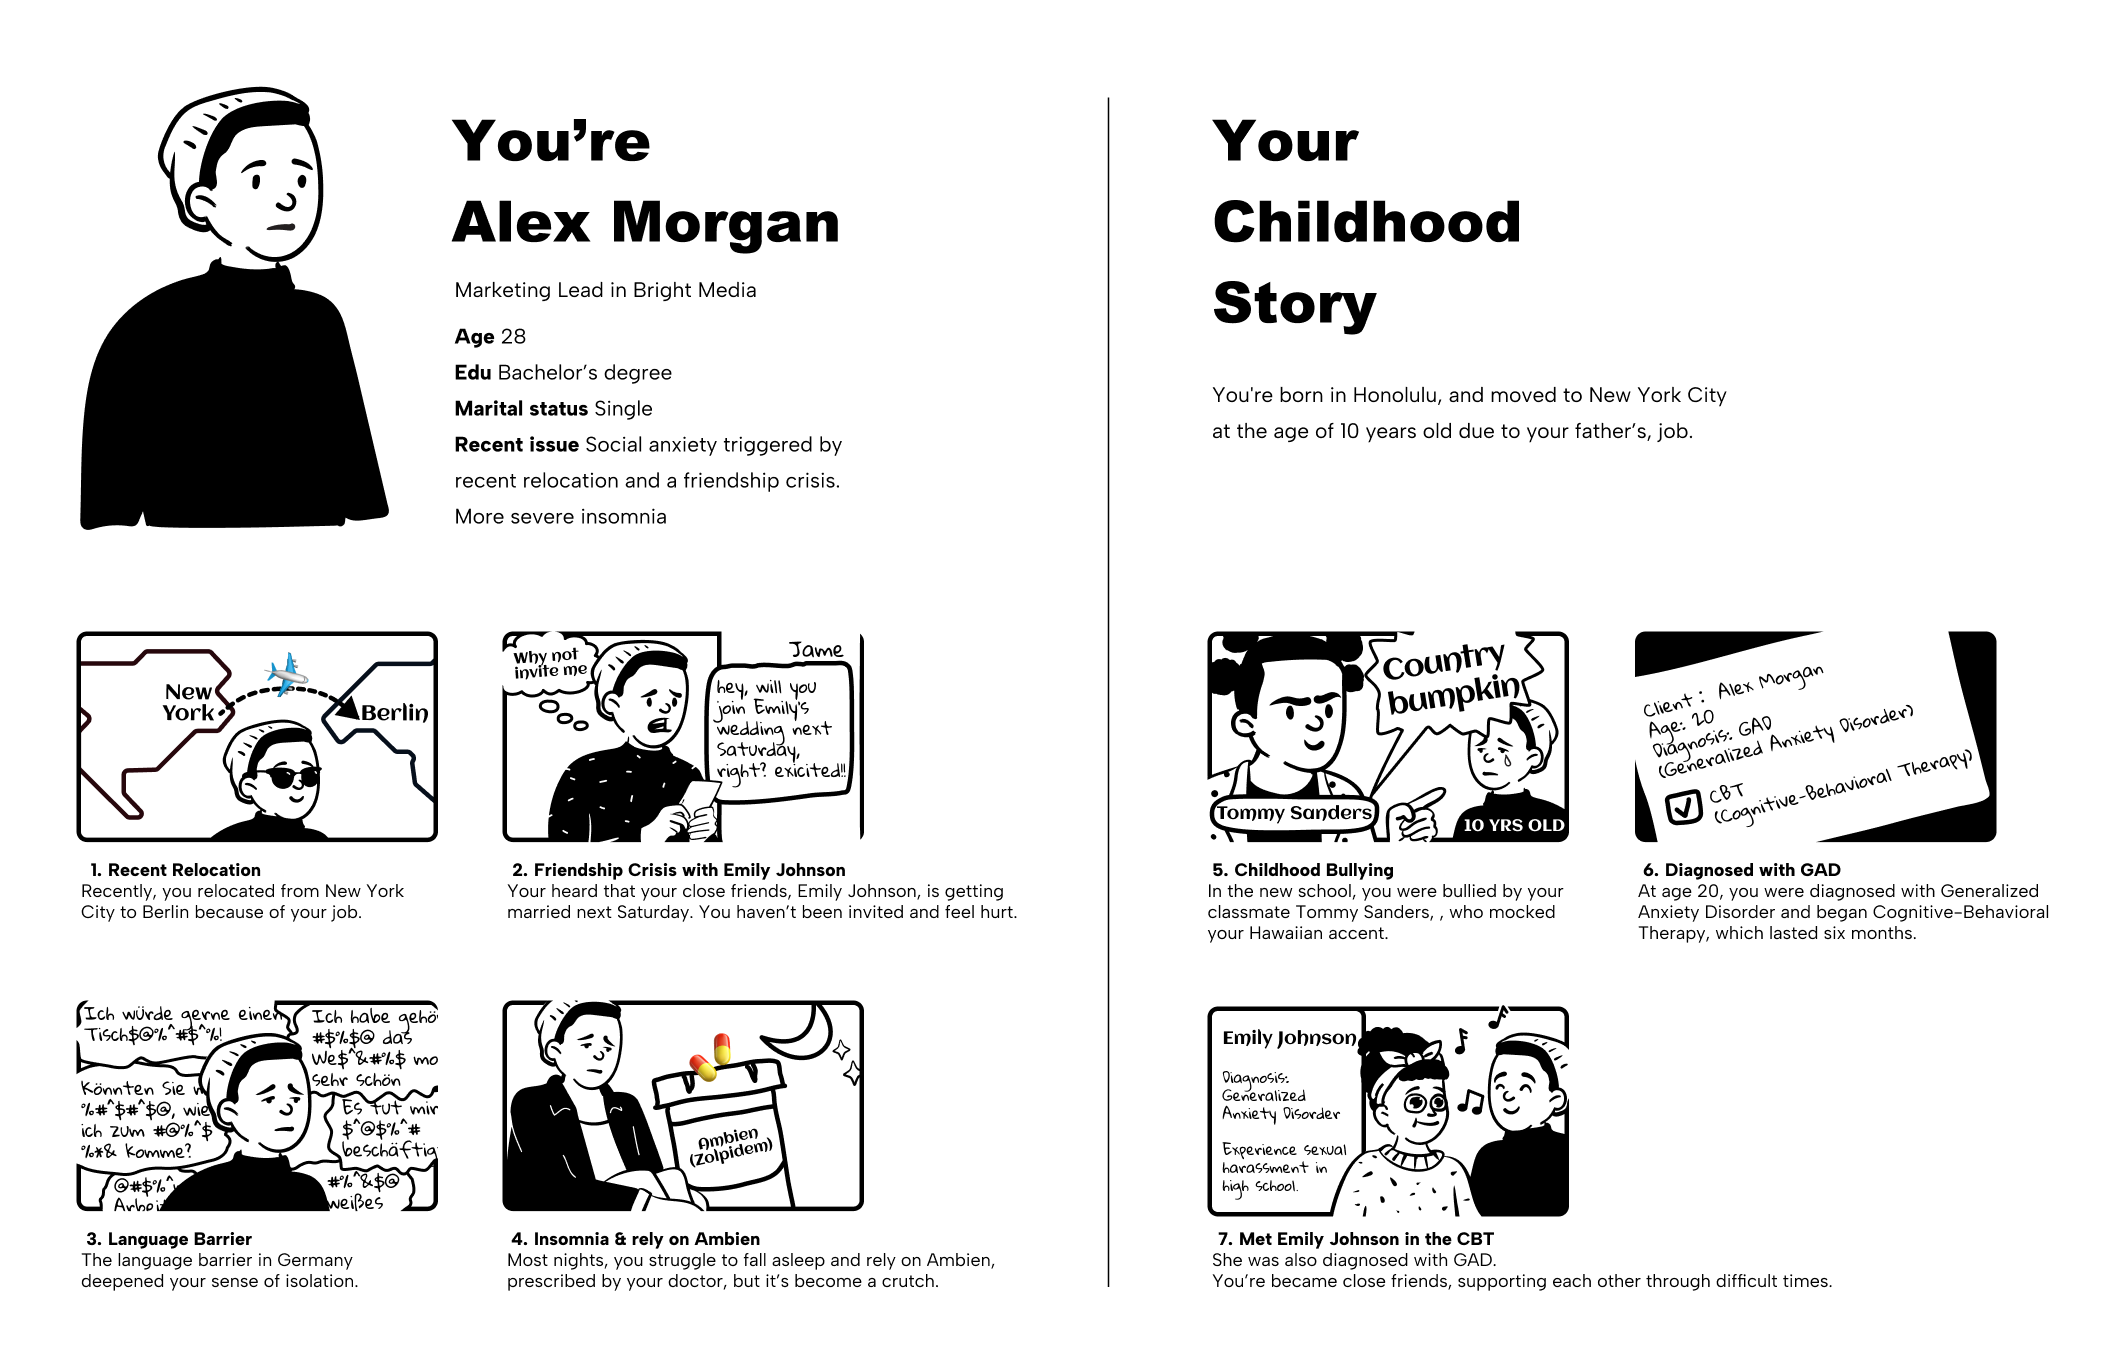 You're
Alex Morgan
Marketing Lead in Bright Media
Age 28
Edu Bachelor's degree
Marital status Single
Recent issue Social anxiety triggered by
recent relocation and a friendship crisis.
More severe insomnia
New
York
Berlin
1. Recent Relocation
Recently, you relocated from New York
City to Berlin because of your job.
Why not
invite me
Jame
hey, will you
join Emily's
wedding next
Saturday,
right? exicited!!
2. Friendship Crisis with Emily Johnson
Your heard that your close friends, Emily Johnson, is getting
married next Saturday. You haven't been invited and feel hurt.
Ich würde gerne einen
Tisch$@%^#$^%!
Ich habe gehö
#$%$@ das
We$^&#%$ mo
sehr schön
Könnten Sie
%#^$#^$@, wie
ich zum #@%^$
%*& komme?
Es tut mir
$^@$%^#
beschäftig
@#$%^
Arbei
#%^&$@
weißes
3. Language Barrier
The language barrier in Germany
deepened your sense of isolation.
Ambien
(Zolpidem)
4. Insomnia & rely on Ambien
Most nights, you struggle to fall asleep and rely on Ambien,
prescribed by your doctor, but it's become a crutch.
Your
Childhood
Story
You're born in Honolulu, and moved to New York City
at the age of 10 years old due to your father's, job.
Country
bumpkin
Tommy Sanders
10 YRS OLD
5. Childhood Bullying
In the new school, you were bullied by your
classmate Tommy Sanders, , who mocked
your Hawaiian accent.
Client : Alex Morgan
Age: 20
Diagnosis: GAD
(Generalized Anxiety Disorder)
CBT
(Cognitive-Behavioral Therapy)
6. Diagnosed with GAD
At age 20, you were diagnosed with Generalized
Anxiety Disorder and began Cognitive-Behavioral
Therapy, which lasted six months.
Emily Johnson
Diagnosis:
Generalized
Anxiety Disorder
Experience sexual
harassment in
high school.
7. Met Emily Johnson in the CBT
She was also diagnosed with GAD.
You're became close friends, supporting each other through difficult times.